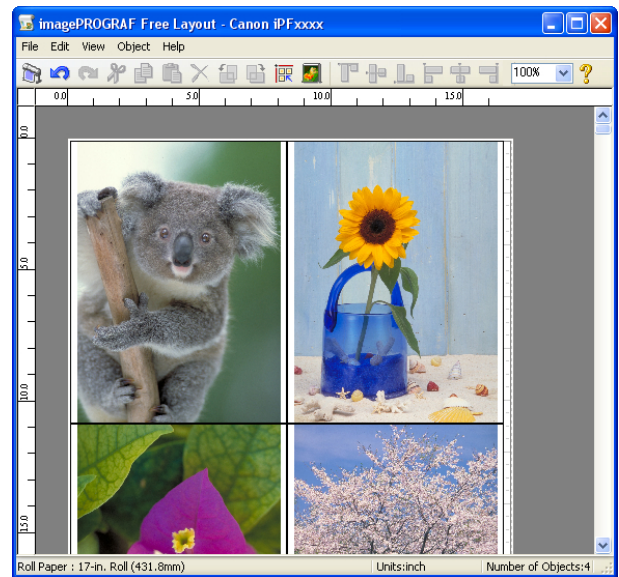 imagePROGRAF Free Layout - Canon iPFxxxx
File Edit View Object Help
100% ?
0.0 5.0 10.0 15.0
0.0
5.0
10.0
15.0
Roll Paper : 17-in. Roll (431.8mm) Units:inch Number of Objects:4